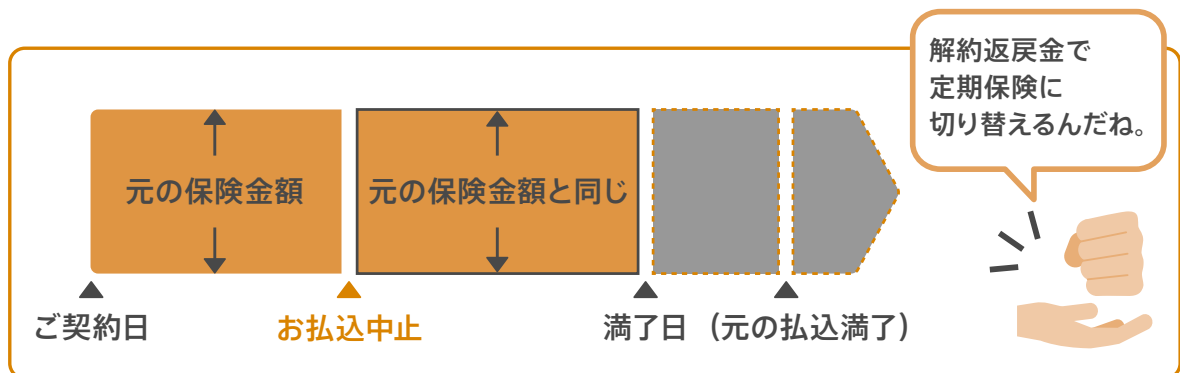 解約返戻金で
定期保険に
切り替えるんだね。
元の保険金額
元の保険金額と同じ
ご契約日
お払込中止
満了日 (元の払込満了)